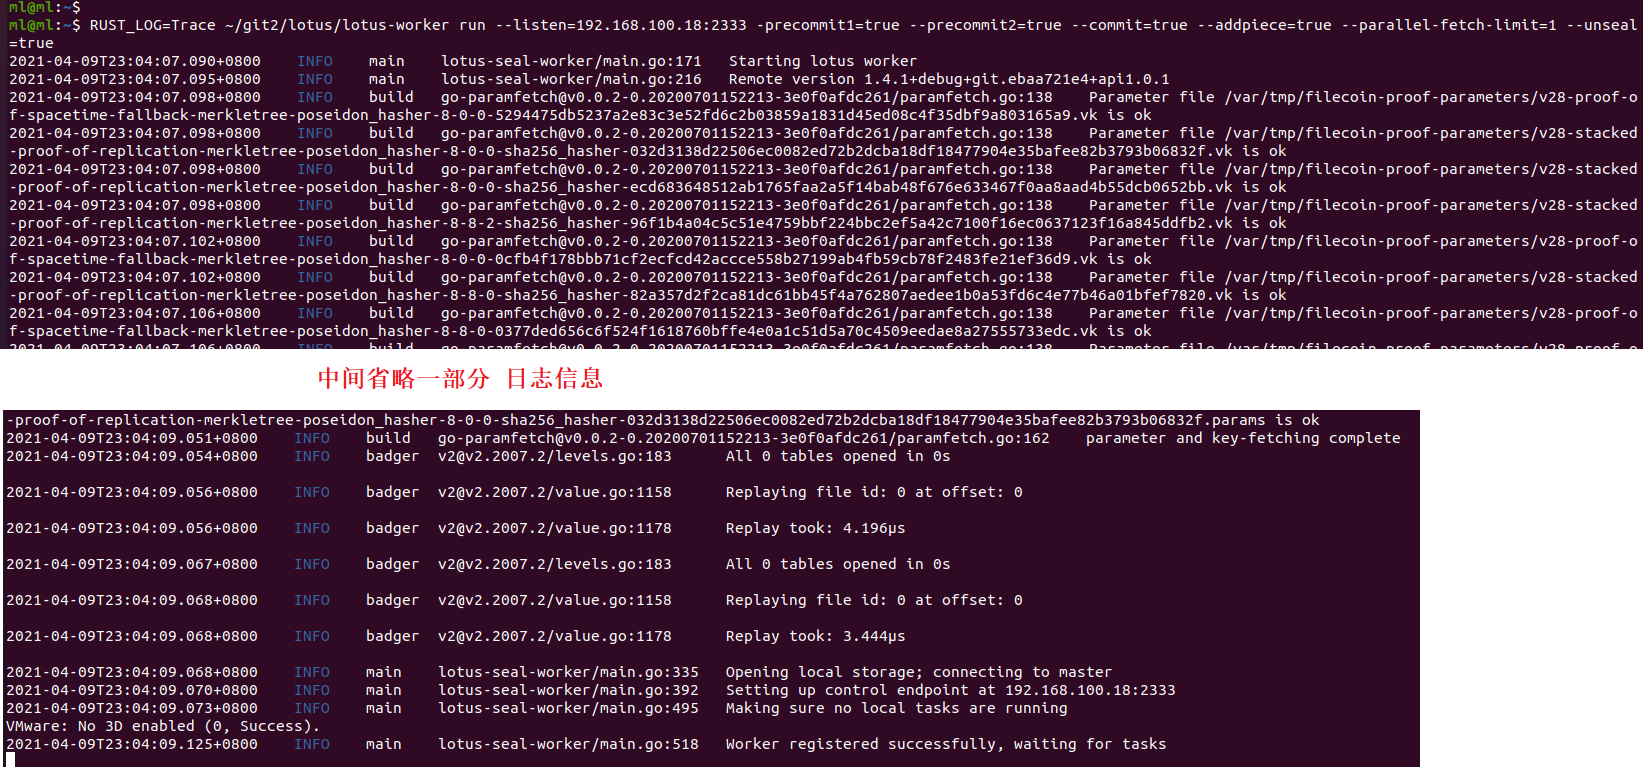 ml@ml:~$
ml@ml:~$ RUST_LOG=Trace ~/git2/lotus/lotus-worker run --listen=192.168.100.18:2333 -precommit1=true --precommit2=true --commit=true --addpiece=true --parallel-fetch-limit=1 --unseal
=true
2021-04-09T23:04:07.090+0800 INFO main lotus-seal-worker/main.go:171 Starting lotus worker
2021-04-09T23:04:07.095+0800 INFO main lotus-seal-worker/main.go:216 Remote version 1.4.1+debug+git.ebaa721e4+api1.0.1
2021-04-09T23:04:07.098+0800 INFO build go-paramfetch@v0.0.2-0.20200701152213-3e0f0afdc261/paramfetch.go:138 Parameter file /var/tmp/filecoin-proof-parameters/v28-proof-o
f-spacetime-fallback-merkletree-poseidon_hasher-8-0-0-5294475db5237a2e83c3e52fd6c2b03859a1831d45ed08c4f35dbf9a803165a9.vk is ok
2021-04-09T23:04:07.098+0800 INFO build go-paramfetch@v0.0.2-0.20200701152213-3e0f0afdc261/paramfetch.go:138 Parameter file /var/tmp/filecoin-proof-parameters/v28-stacked
-proof-of-replication-merkletree-poseidon_hasher-8-0-0-sha256_hasher-032d3138d22506ec0082ed72b2dcba18df18477904e35bafee82b3793b06832f.vk is ok
2021-04-09T23:04:07.098+0800 INFO build go-paramfetch@v0.0.2-0.20200701152213-3e0f0afdc261/paramfetch.go:138 Parameter file /var/tmp/filecoin-proof-parameters/v28-stacked
-proof-of-replication-merkletree-poseidon_hasher-8-0-0-sha256_hasher-ecd683648512ab1765faa2a5f14bab48f676e633467f0aa8aad4b55dcb0652bb.vk is ok
2021-04-09T23:04:07.098+0800 INFO build go-paramfetch@v0.0.2-0.20200701152213-3e0f0afdc261/paramfetch.go:138 Parameter file /var/tmp/filecoin-proof-parameters/v28-stacked
-proof-of-replication-merkletree-poseidon_hasher-8-8-2-sha256_hasher-96f1b4a04c5c51e4759bbf224bbc2ef5a42c7100f16ec0637123f16a845ddfb2.vk is ok
2021-04-09T23:04:07.102+0800 INFO build go-paramfetch@v0.0.2-0.20200701152213-3e0f0afdc261/paramfetch.go:138 Parameter file /var/tmp/filecoin-proof-parameters/v28-proof-o
f-spacetime-fallback-merkletree-poseidon_hasher-8-0-0-0cfb4f178bbb71cf2ecfcd42accce558b27199ab4fb59cb78f2483fe21ef36d9.vk is ok
2021-04-09T23:04:07.102+0800 INFO build go-paramfetch@v0.0.2-0.20200701152213-3e0f0afdc261/paramfetch.go:138 Parameter file /var/tmp/filecoin-proof-parameters/v28-stacked
-proof-of-replication-merkletree-poseidon_hasher-8-8-0-sha256_hasher-82a357d2f2ca81dc61bb45f4a762807aedee1b0a53fd6c4e77b46a01bfef7820.vk is ok
2021-04-09T23:04:07.106+0800 INFO build go-paramfetch@v0.0.2-0.20200701152213-3e0f0afdc261/paramfetch.go:138 Parameter file /var/tmp/filecoin-proof-parameters/v28-proof-o
f-spacetime-fallback-merkletree-poseidon_hasher-8-8-0-0377ded656c6f524f1618760bffe4e0a1c51d5a70c4509eedae8a27555733edc.vk is ok
2021-04-09T23:04:07.106+0800 INFO build go-paramfetch@v0.0.2-0.20200701152213-3e0f0afdc261/paramfetch.go:138 Parameter file /var/tmp/filecoin-proof-parameters/v28-proof-o
中间省略一部分 日志信息
-proof-of-replication-merkletree-poseidon_hasher-8-0-0-sha256_hasher-032d3138d22506ec0082ed72b2dcba18df18477904e35bafee82b3793b06832f.params is ok
2021-04-09T23:04:09.051+0800 INFO build go-paramfetch@v0.0.2-0.20200701152213-3e0f0afdc261/paramfetch.go:162 parameter and key-fetching complete
2021-04-09T23:04:09.054+0800 INFO badger v2@v2.2007.2/levels.go:183 All 0 tables opened in 0s
2021-04-09T23:04:09.056+0800 INFO badger v2@v2.2007.2/value.go:1158 Replaying file id: 0 at offset: 0
2021-04-09T23:04:09.056+0800 INFO badger v2@v2.2007.2/value.go:1178 Replay took: 4.196µs
2021-04-09T23:04:09.067+0800 INFO badger v2@v2.2007.2/levels.go:183 All 0 tables opened in 0s
2021-04-09T23:04:09.068+0800 INFO badger v2@v2.2007.2/value.go:1158 Replaying file id: 0 at offset: 0
2021-04-09T23:04:09.068+0800 INFO badger v2@v2.2007.2/value.go:1178 Replay took: 3.444µs
2021-04-09T23:04:09.068+0800 INFO main lotus-seal-worker/main.go:335 Opening local storage; connecting to master
2021-04-09T23:04:09.070+0800 INFO main lotus-seal-worker/main.go:392 Setting up control endpoint at 192.168.100.18:2333
2021-04-09T23:04:09.073+0800 INFO main lotus-seal-worker/main.go:495 Making sure no local tasks are running
VMware: No 3D enabled (0, Success).
2021-04-09T23:04:09.125+0800 INFO main lotus-seal-worker/main.go:518 Worker registered successfully, waiting for tasks